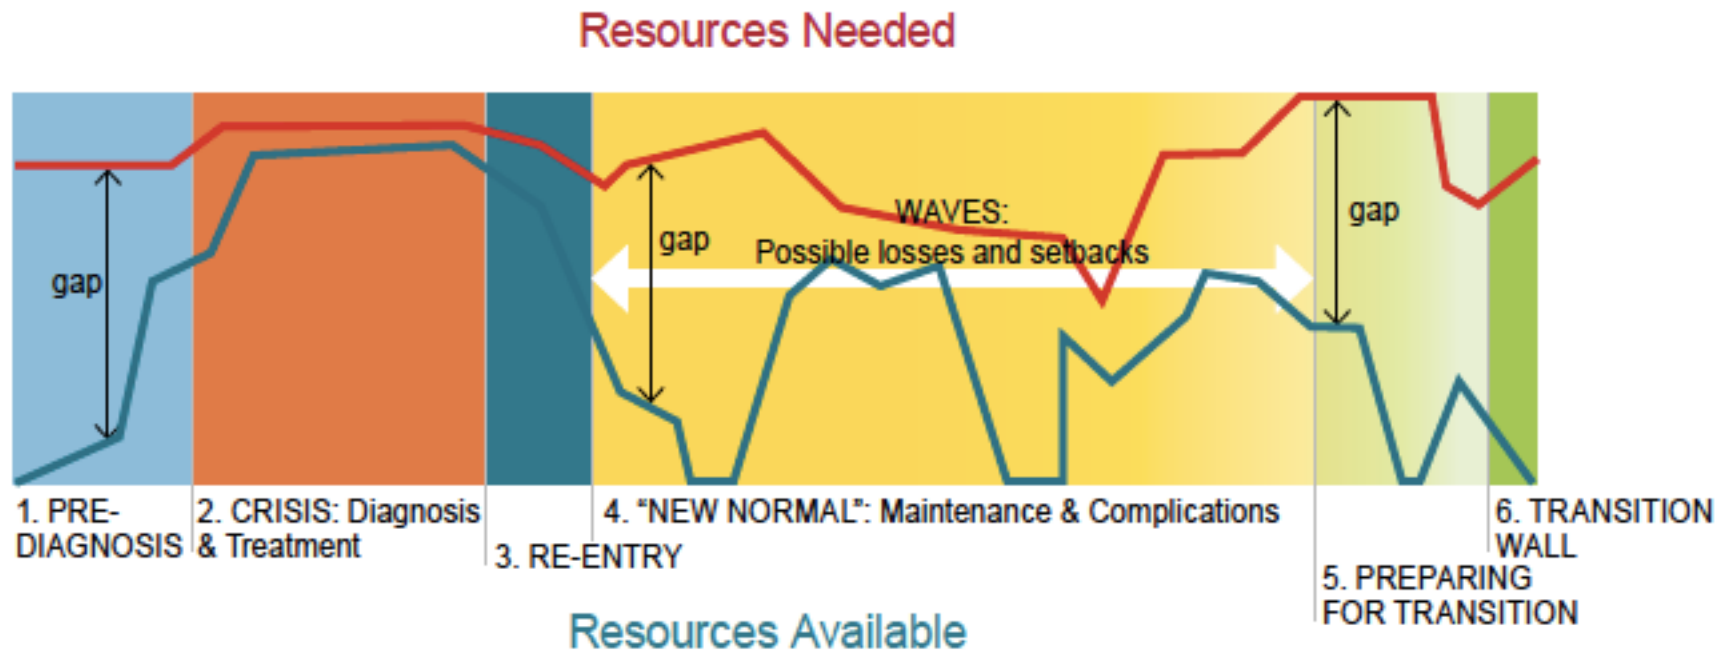 Resources Needed
gap
gap
WAVES:
Possible losses and setbacks
gap
1. PRE-
DIAGNOSIS
2. CRISIS: Diagnosis
& Treatment
3. RE-ENTRY
4. “NEW NORMAL”: Maintenance & Complications
5. PREPARING
FOR TRANSITION
6. TRANSITION
WALL
Resources Available